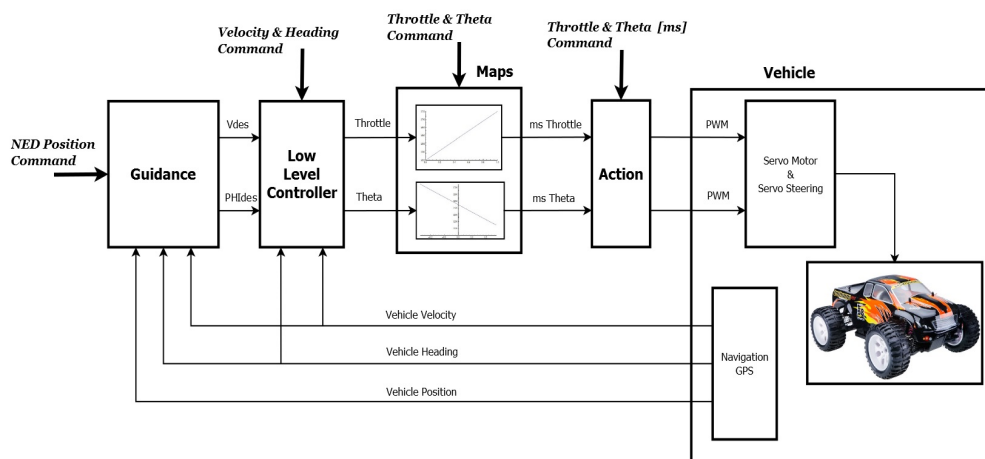 Throttle & Theta
Command
Velocity & Heading
Command
Throttle & Theta [ms]
Command
Maps
Vehicle
NED Position
Command
Guidance
Vdes
PHIdes
Low
Level
Controller
Throttle
Theta
ms Throttle
ms Theta
Action
PWM
PWM
Servo Motor
&
Servo Steering
Vehicle Velocity
Vehicle Heading
Vehicle Position
Navigation
GPS